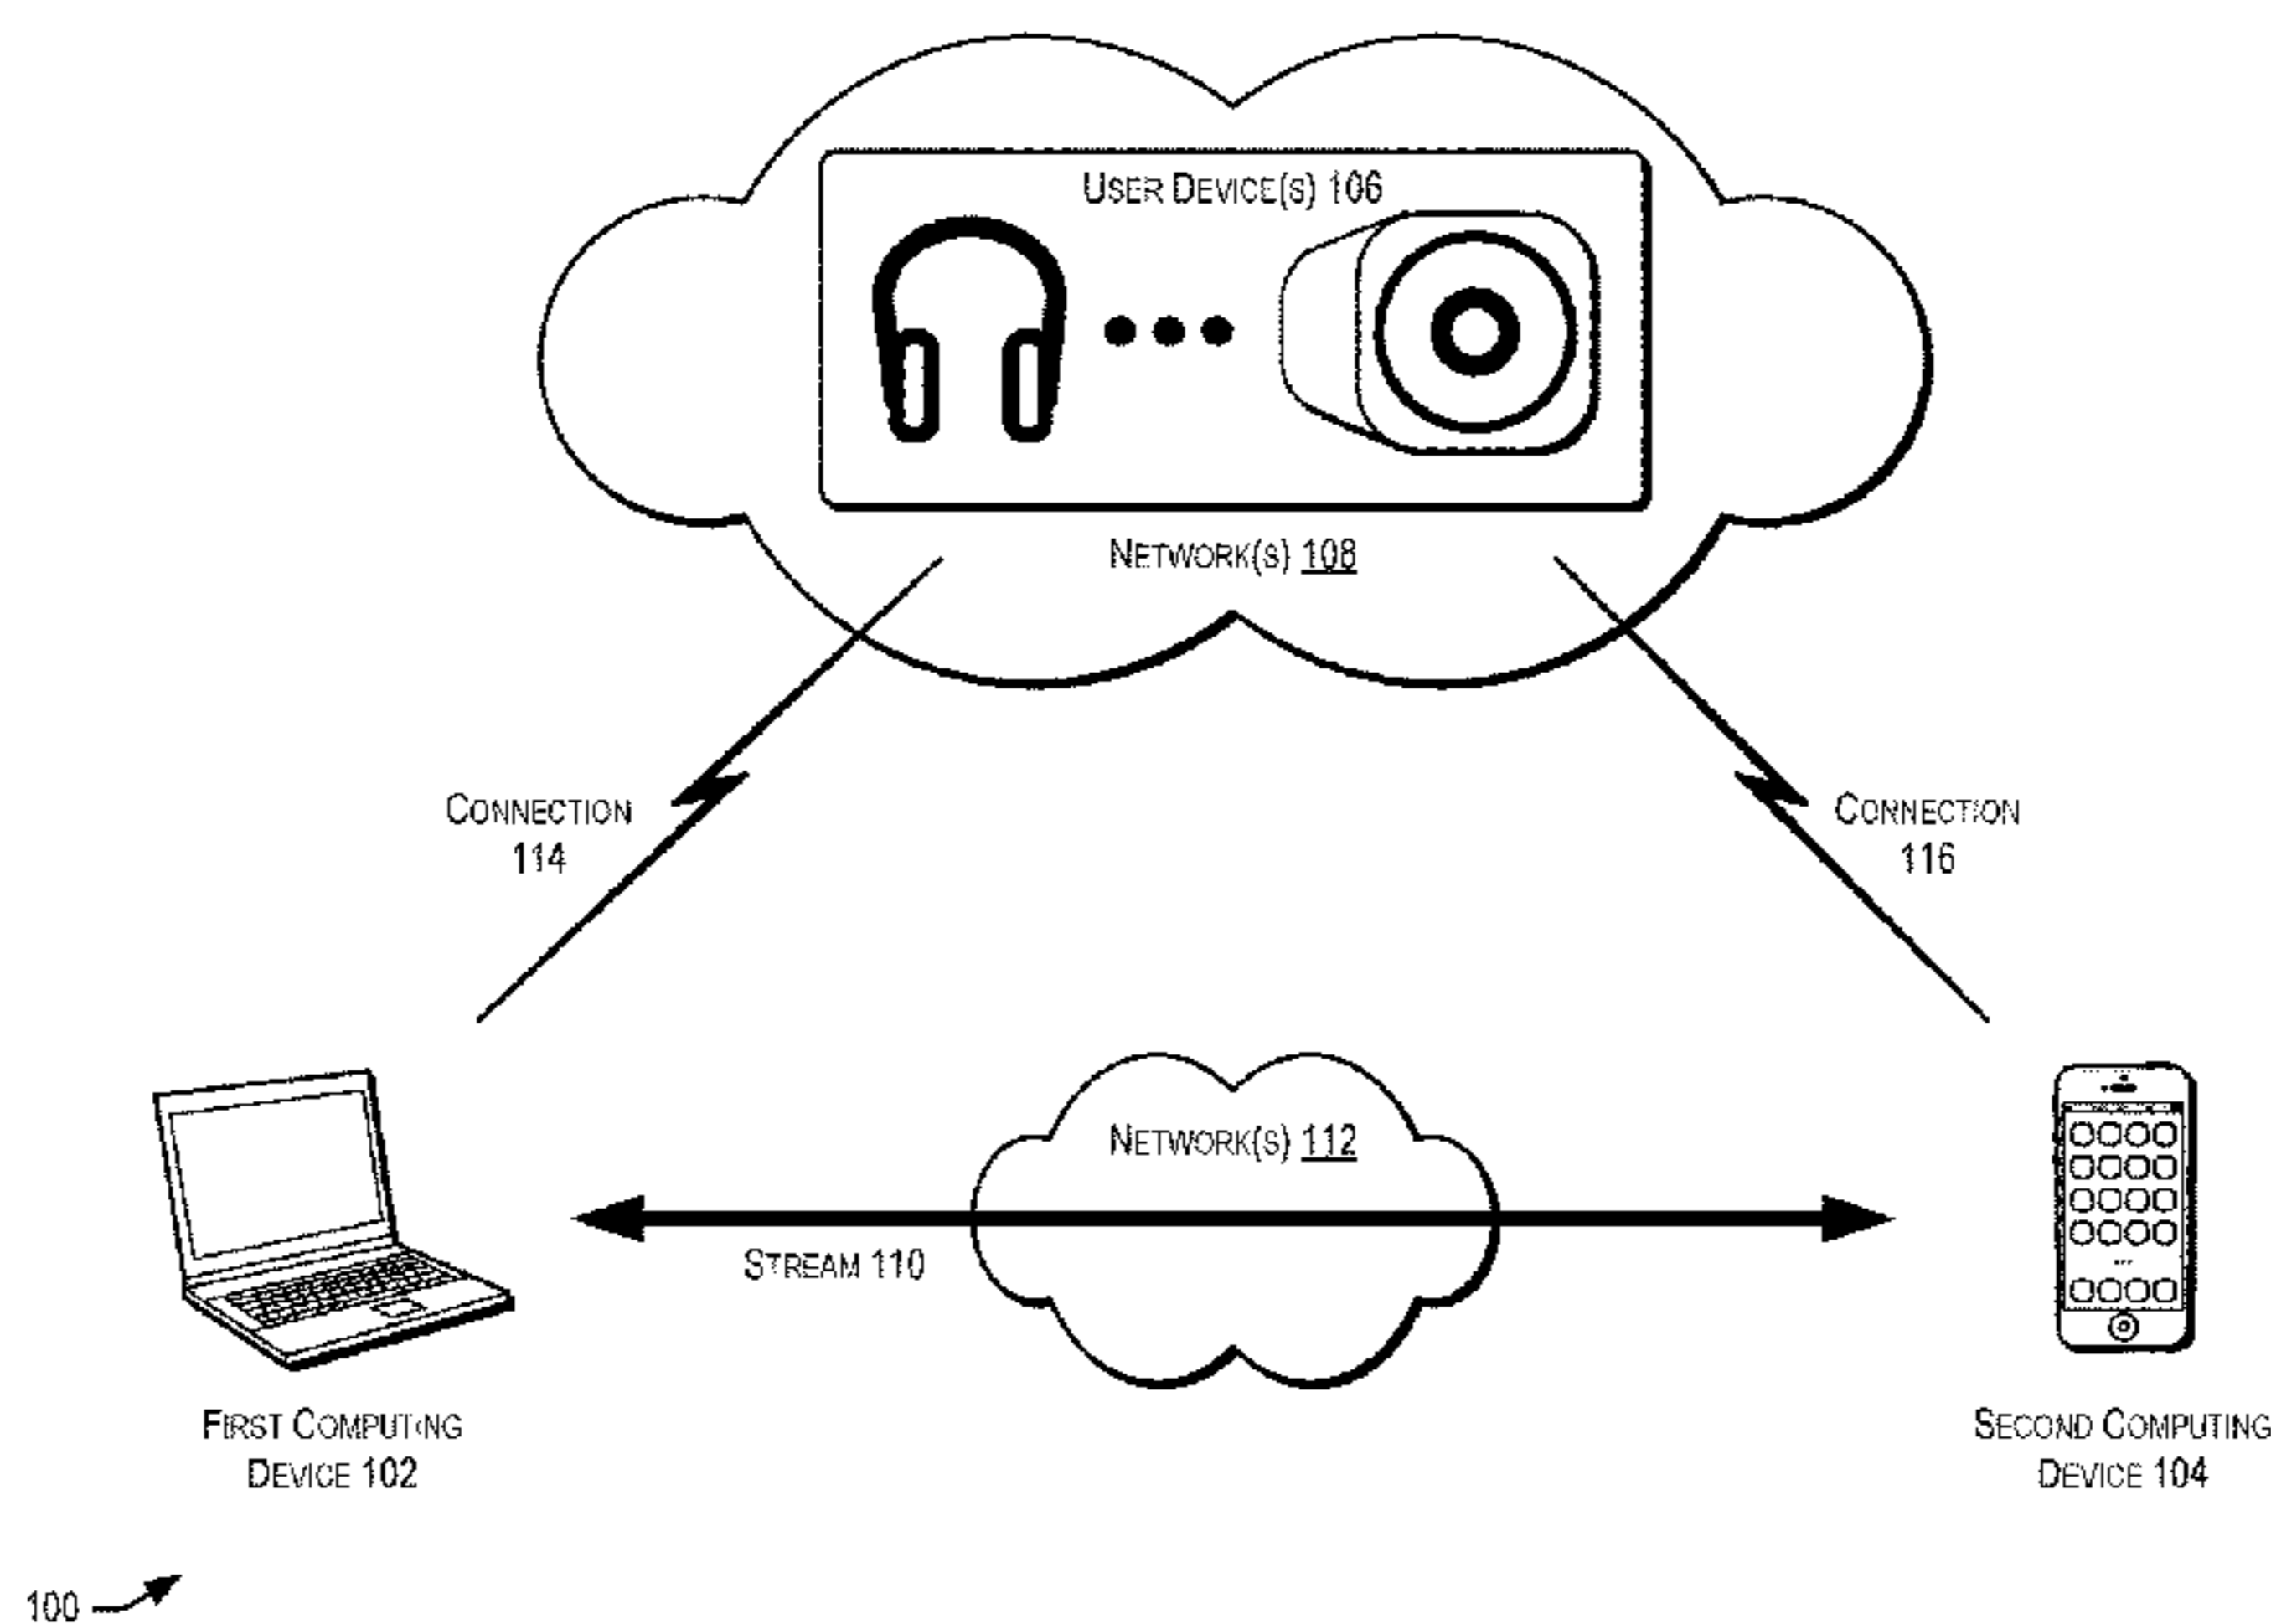 USER DEVICE(S) 106
NETWORK(S) 108
CONNECTION
114
CONNECTION
116
NETWORK(S) 112
STREAM 110
FIRST COMPUTING
DEVICE 102
SECOND COMPUTING
DEVICE 104
100